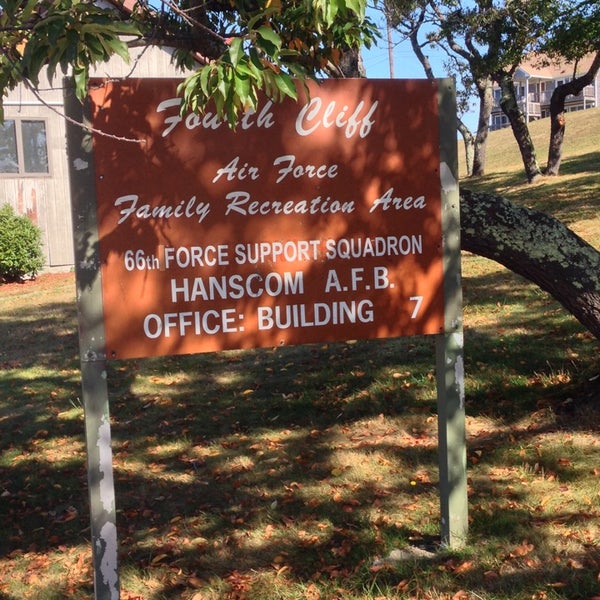 Fourth Cliff
Air Force
Family Recreation Area
66th FORCE SUPPORT SQUADRON
HANSCOM A.F.B.
OFFICE: BUILDING 7